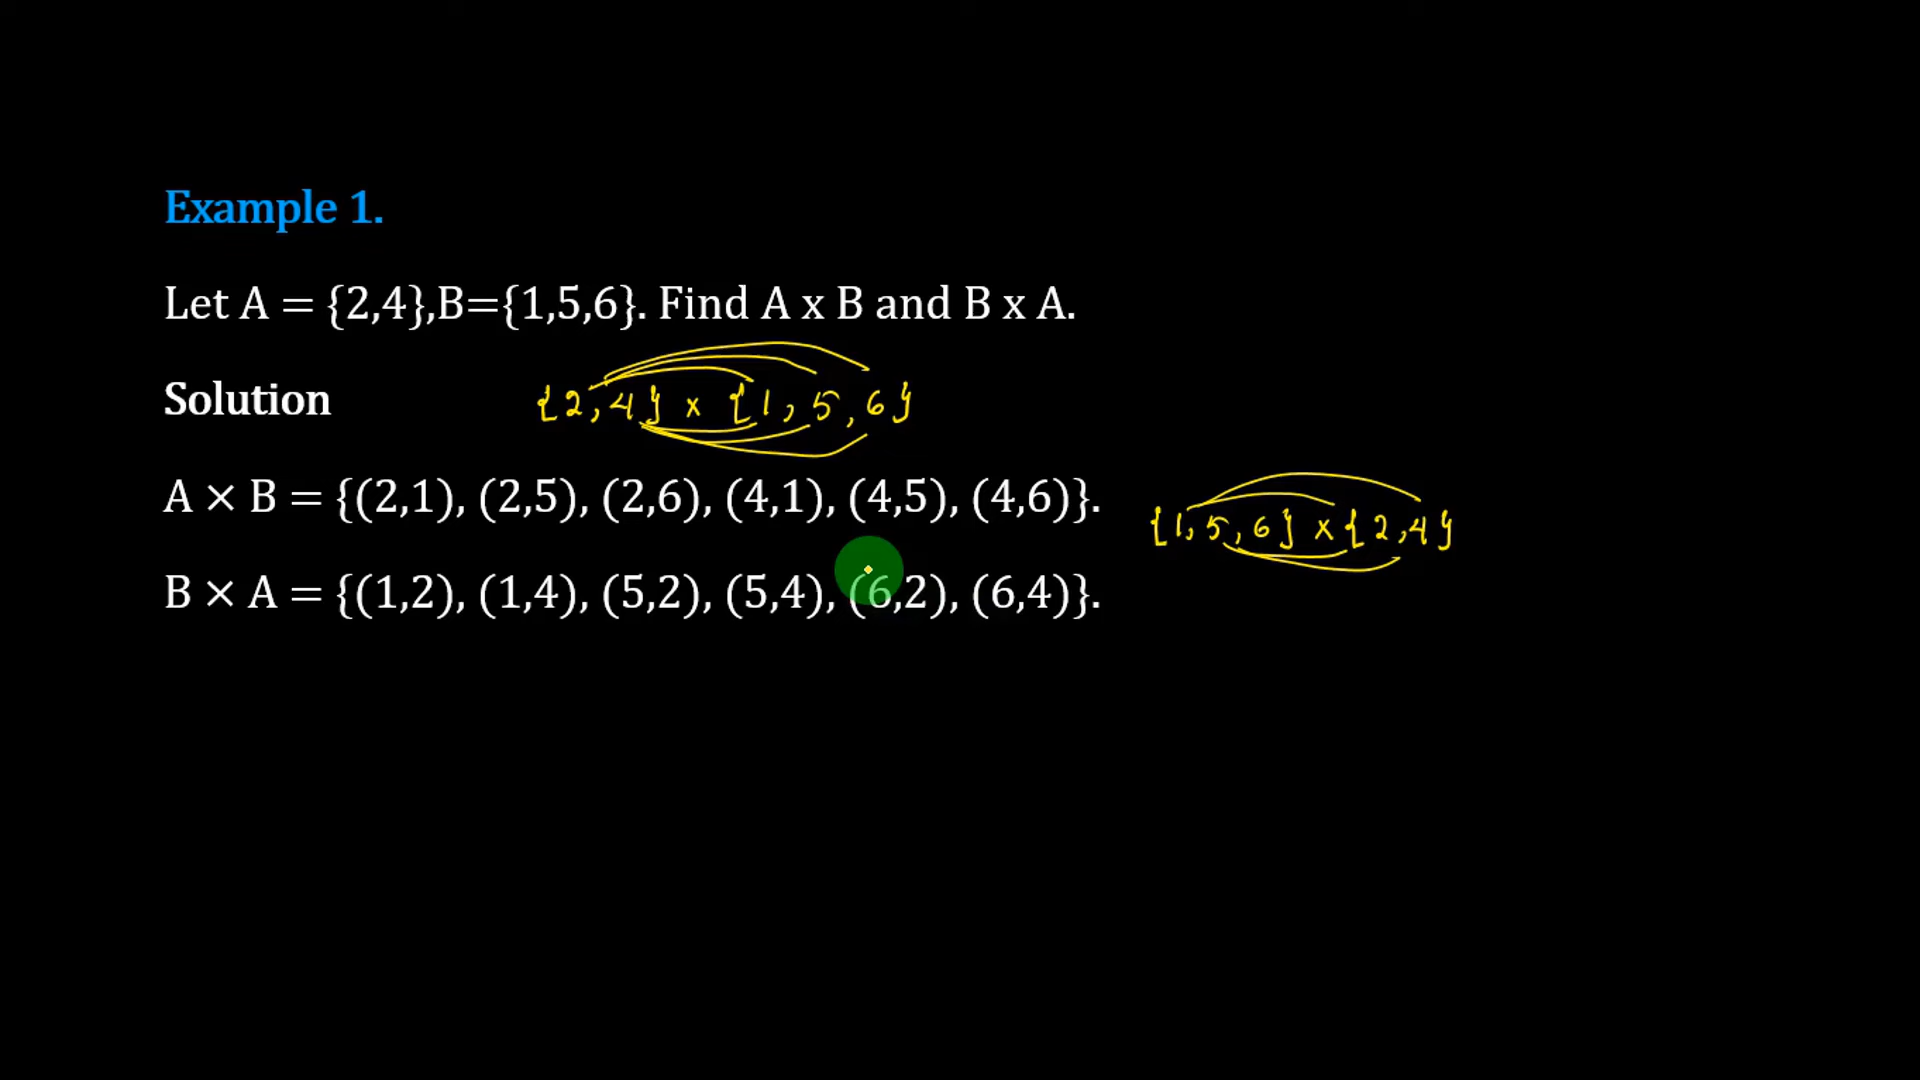 Example 1.
Let A = {2,4},B={1,5,6}. Find A x B and B x A.
Solution
{2,4} x {1,5,6}
A × B = {(2,1), (2,5), (2,6), (4,1), (4,5), (4,6)}.
{1,5,6} x {2,4}
B × A = {(1,2), (1,4), (5,2), (5,4), (6,2), (6,4)}.